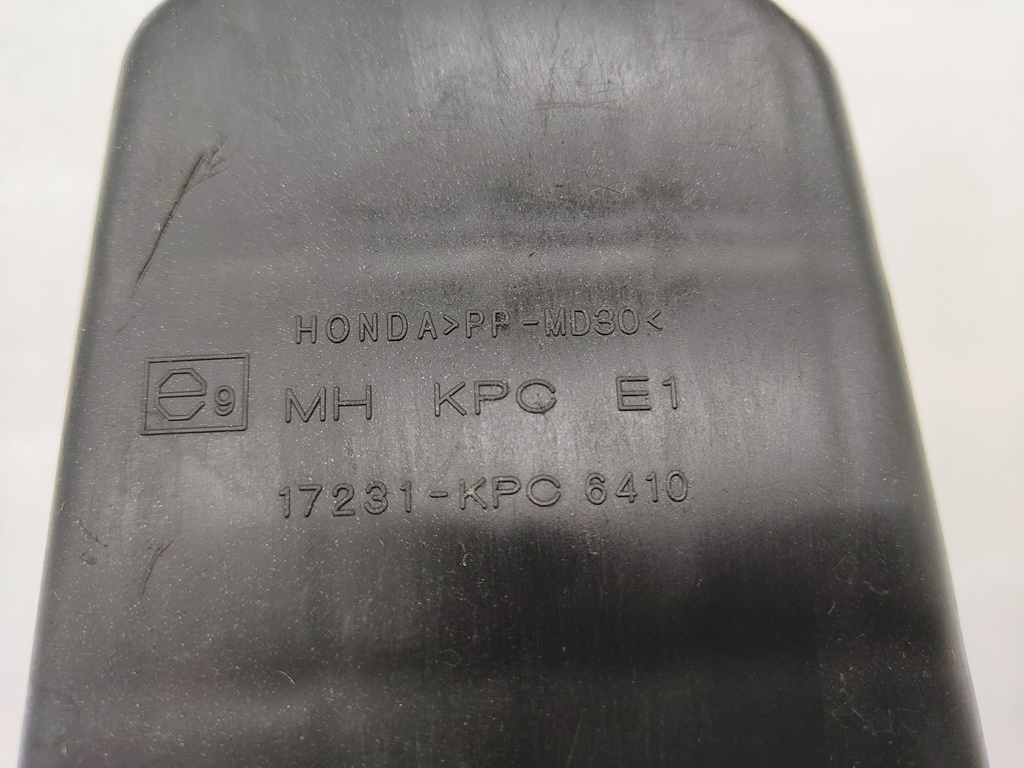 HONDA>PP-MD30<
e9 MH KPC E1
17231-KPC 6410